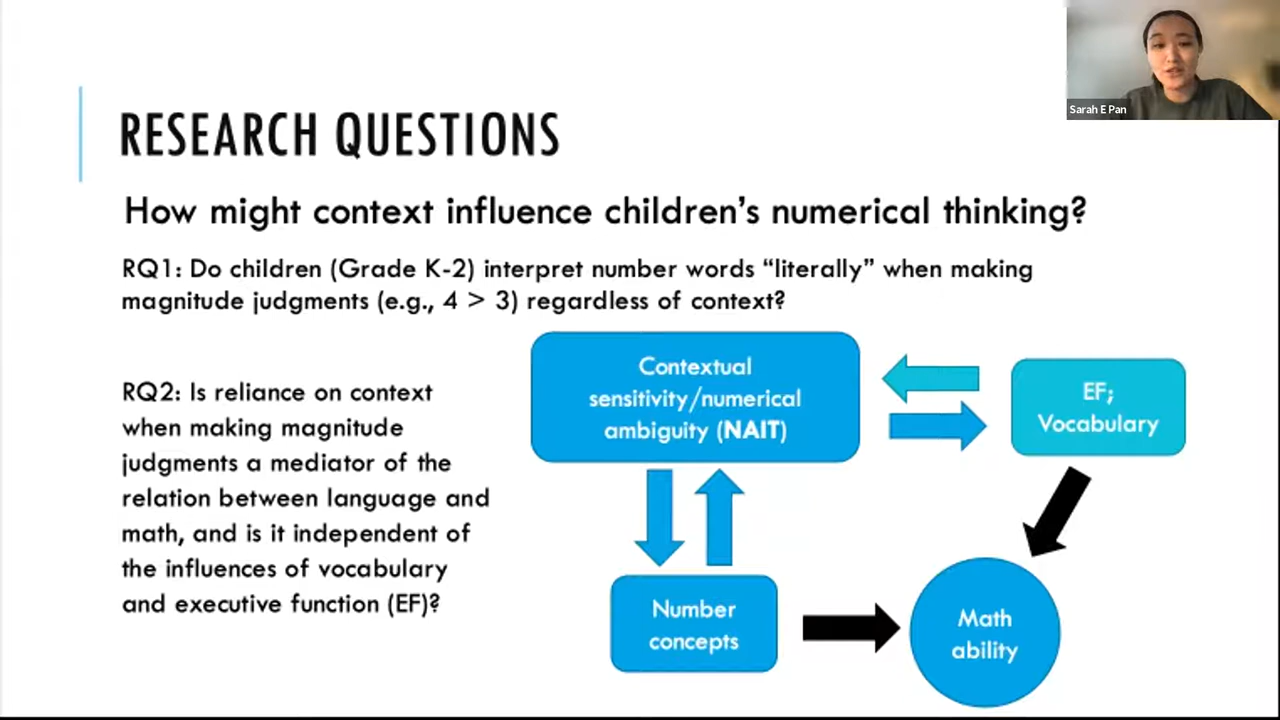 Sarah E Pan
RESEARCH QUESTIONS
How might context influence children's numerical thinking?
RQ1: Do children (Grade K-2) interpret number words “literally” when making
magnitude judgments (e.g., 4 > 3) regardless of context?
RQ2: Is reliance on context
when making magnitude
judgments a mediator of the
relation between language and
math, and is it independent of
the influences of vocabulary
and executive function (EF)?
Contextual
sensitivity/numerical
ambiguity (NAIT)
EF;
Vocabulary
Number
concepts
Math
ability